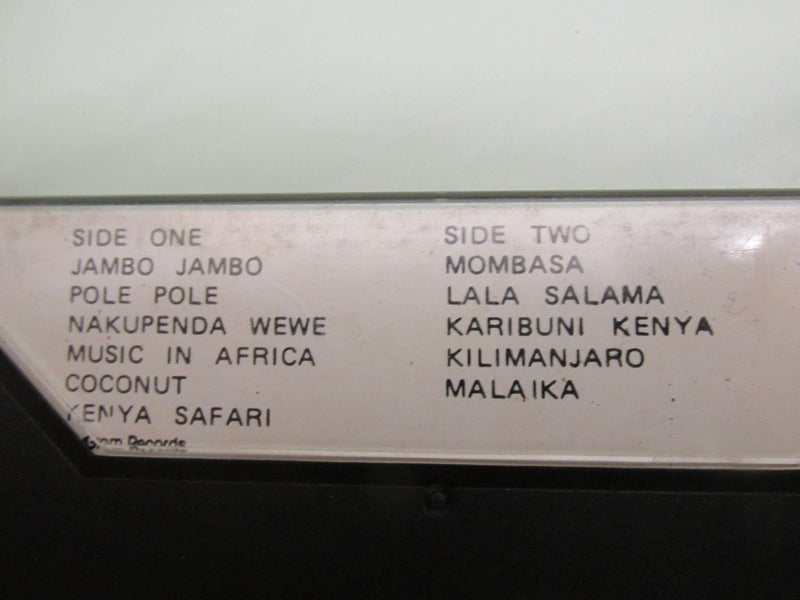 SIDE ONE
JAMBO JAMBO
POLE POLE
NAKUPENDA WEWE
MUSIC IN AFRICA
COCONUT
KENYA SAFARI
Records
SIDE TWO
MOMBASA
LALA SALAMA
KARIBUNI KENYA
KILIMANJARO
MALAIKA